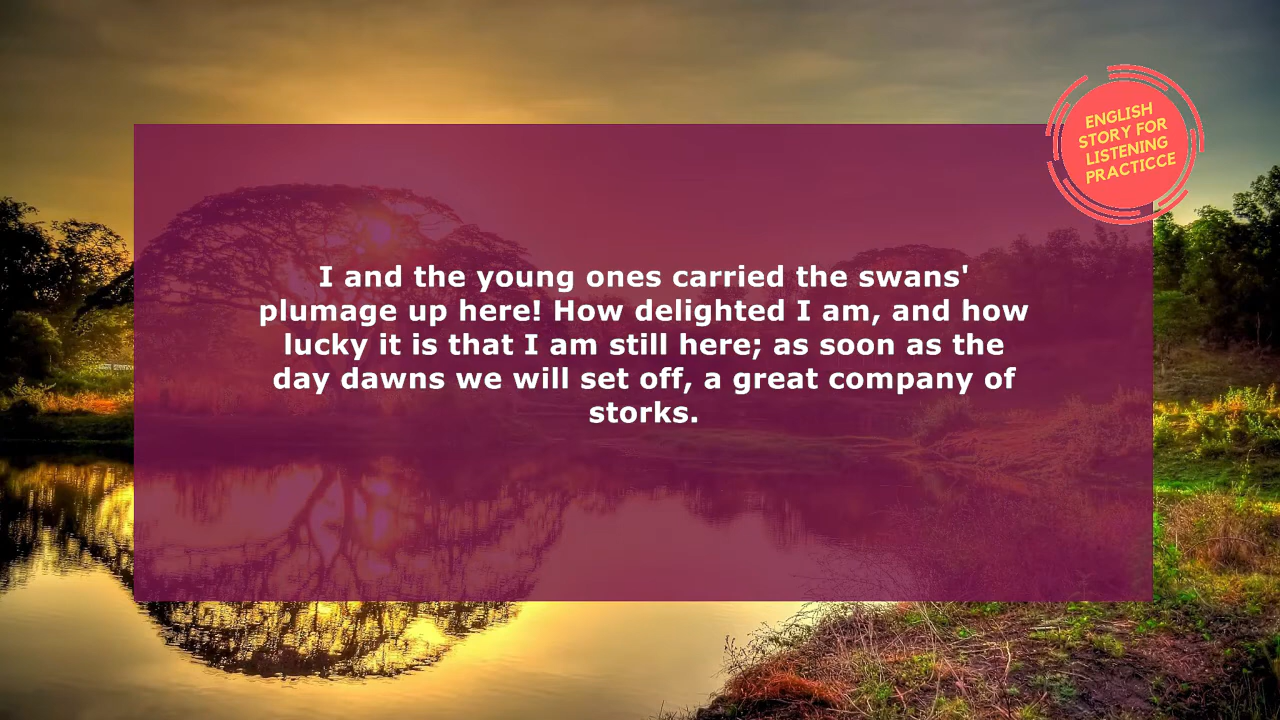 ENGLISH
STORY FOR
LISTENING
PRACTICCE
I and the young ones carried the swans'
plumage up here! How delighted I am, and how
lucky it is that I am still here; as soon as the
day dawns we will set off, a great company of
storks.